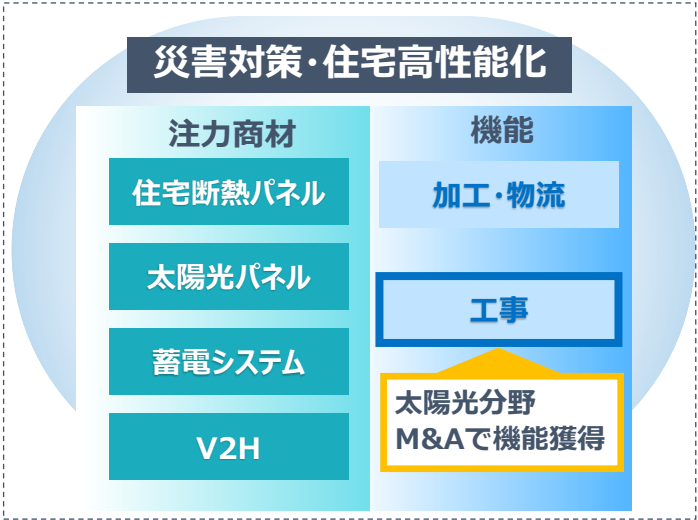 災害対策・住宅高性能化
注力商材
住宅断熱パネル
太陽光パネル
蓄電システム
V2H
機能
加工・物流
工事
太陽光分野
M&Aで機能獲得